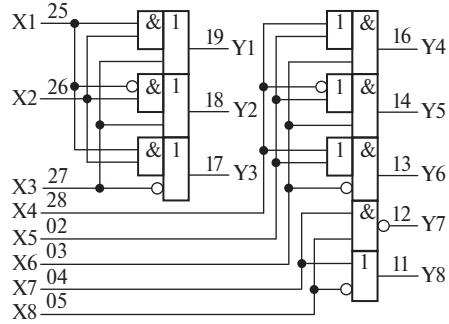 X1 25 & 1 19 Y1 1 & 16 Y4
X2 26 & 1 18 Y2 1 & 14 Y5
& 1 17 Y3 1 & 13 Y6
X3 27
X4 28
X5 02 & 12 Y7
X6 03
X7 04 1 11 Y8
X8 05